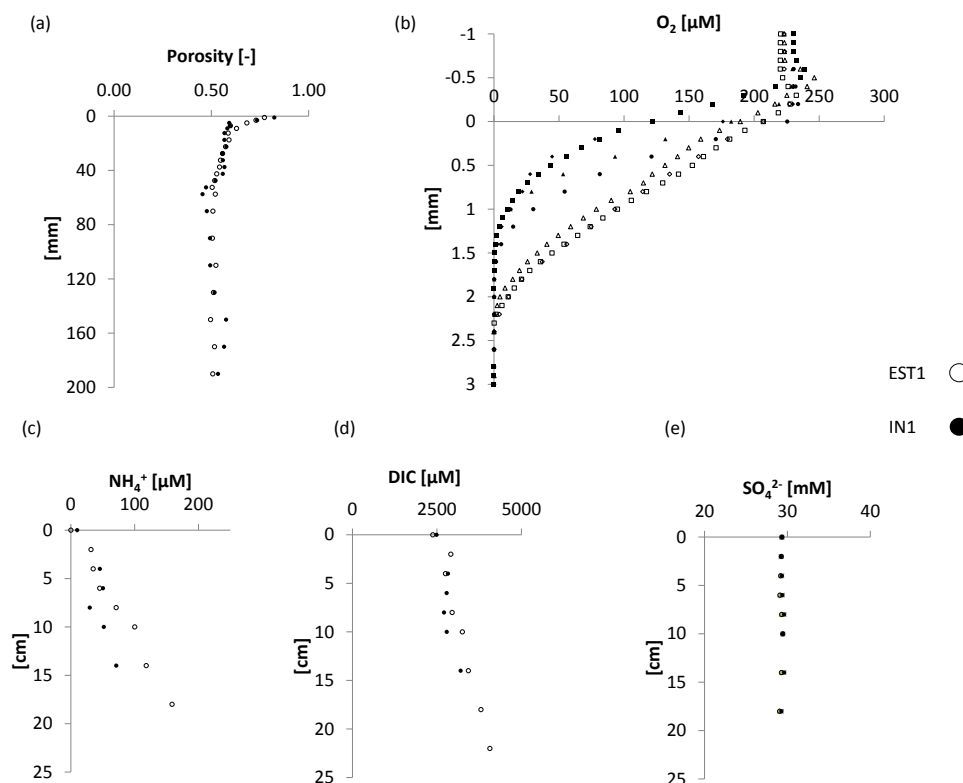 (a)
Porosity [-]
0.00 0.50 1.00
0
40
80
120
160
200
[mm]
(b)
O₂ [µM]
-1
-0.5
0 50 100 150 200 250 300
0
0.5
1
1.5
2
2.5
3
[mm]
EST1
IN1
(c)
NH₄⁺ [µM]
0 100 200
0
5
10
15
20
25
[cm]
(d)
DIC [µM]
0 2500 5000
0
5
10
15
20
25
[cm]
(e)
SO₄²⁻ [mM]
20 30 40
0
5
10
15
20
25
[cm]